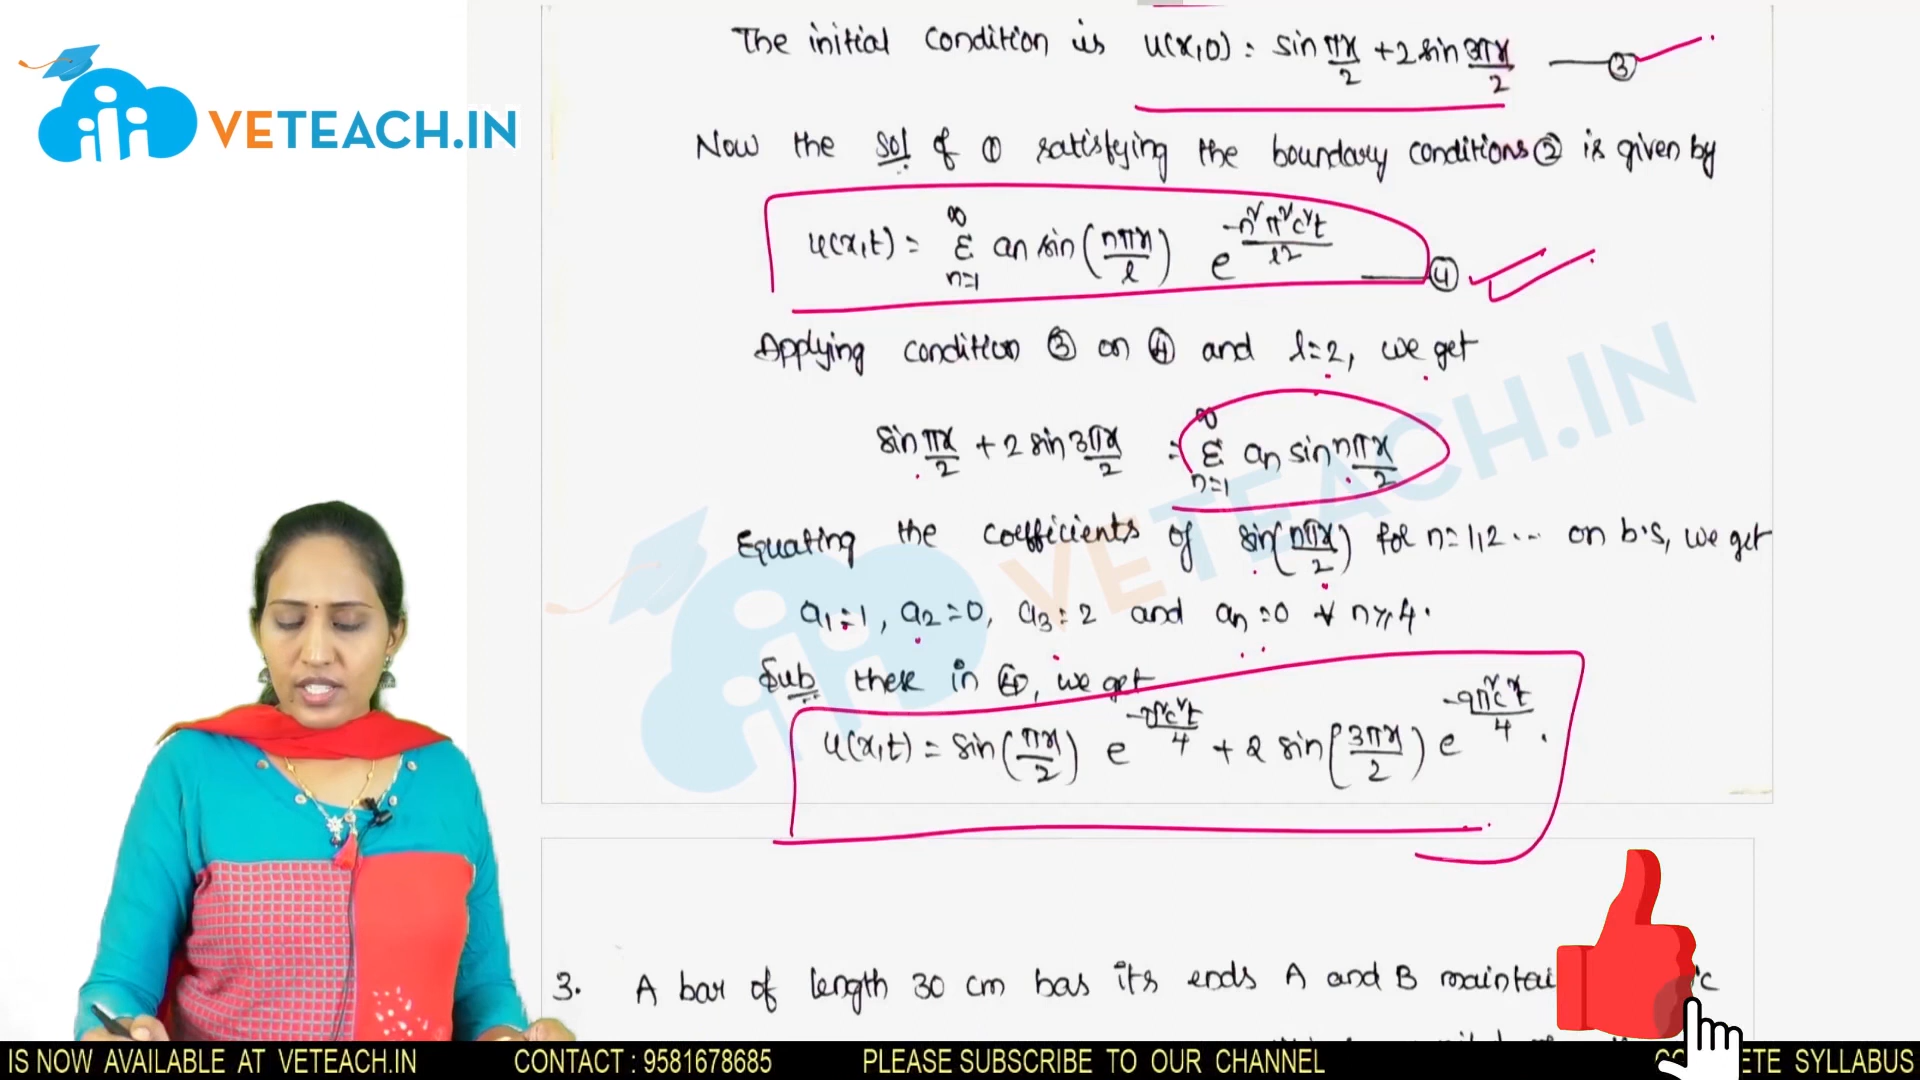 The initial condition is u(x,0) = sin πx/2 + 2 sin 3πx/2 —— ③
VETEACH.IN
Now the sol of ① satisfying the boundary conditions ② is given by
u(x,t) = ∞ Σ n=1 an sin (nπx/l) e^(-n²π²c²t/l2) —— ④
Applying condition ③ on ④ and l=2, we get
sin πx/2 + 2 sin 3πx/2 = ∞ Σ n=1 an sin nπx/2
Equating the coefficients of sin(nπx/2) for n=1,2... on b.s, we get
a1=1, a2=0, a3=2 and an=0 ∀ n≥4.
Sub these in ④, we get
u(x,t) = sin(πx/2) e^(-π²c²t/4) + 2 sin(3πx/2) e^(-9π²c²t/4).
VETEACH.IN
3. A bar of length 30 cm has its ends A and B
IS NOW AVAILABLE AT VETEACH.IN CONTACT : 9581678685 PLEASE SUBSCRIBE TO OUR CHANNEL SYLLABUS